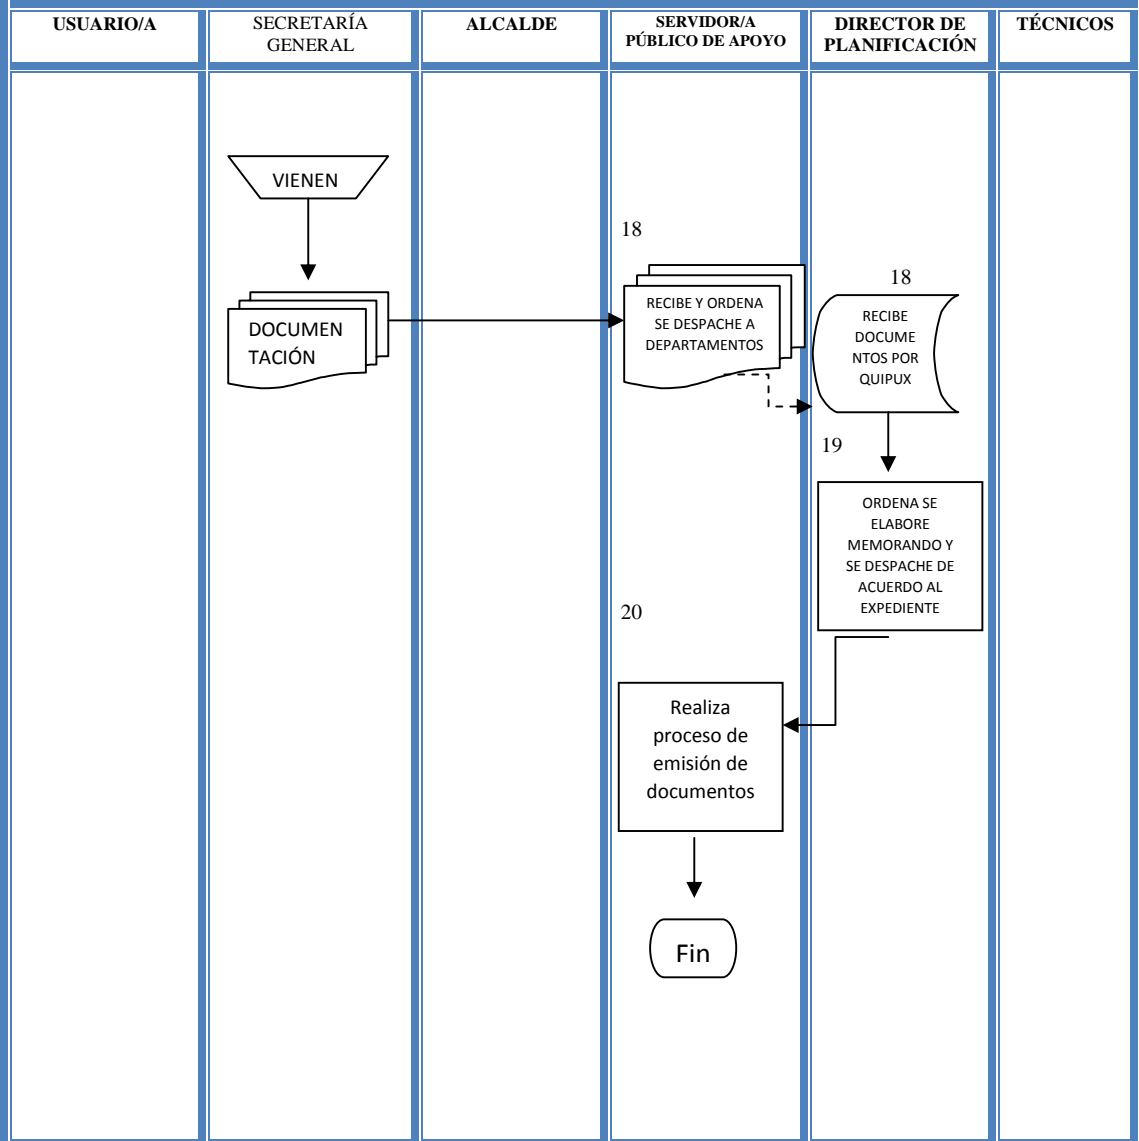 USUARIO/A
SECRETARÍA
GENERAL
ALCALDE
SERVIDOR/A
PÚBLICO DE APOYO
DIRECTOR DE
PLANIFICACIÓN
TÉCNICOS
VIENEN
DOCUMEN
TACIÓN
18
RECIBE Y ORDENA
SE DESPACHE A
DEPARTAMENTOS
18
RECIBE
DOCUME
NTOS POR
QUIPUX
19
ORDENA SE
ELABORE
MEMORANDO Y
SE DESPACHE DE
ACUERDO AL
EXPEDIENTE
20
Realiza
proceso de
emisión de
documentos
Fin